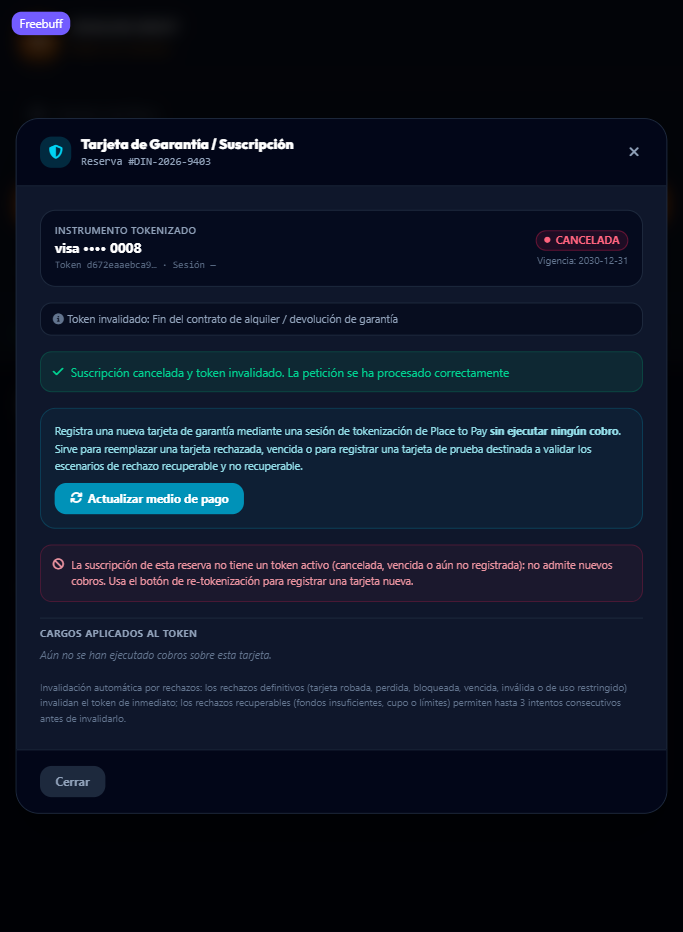 Freebuff
Tarjeta de Garantía / Suscripción
Reserva #DIN-2026-9403
INSTRUMENTO TOKENIZADO
visa •••• 0008
CANCELADA
Token d672eaaebca9… · Sesión —
Vigencia: 2030-12-31
Token invalidado: Fin del contrato de alquiler / devolución de garantía
Suscripción cancelada y token invalidado. La petición se ha procesado correctamente
Registra una nueva tarjeta de garantía mediante una sesión de tokenización de Place to Pay sin ejecutar ningún cobro.
Sirve para reemplazar una tarjeta rechazada, vencida o para registrar una tarjeta de prueba destinada a validar los
escenarios de rechazo recuperable y no recuperable.
Actualizar medio de pago
La suscripción de esta reserva no tiene un token activo (cancelada, vencida o aún no registrada): no admite nuevos
cobros. Usa el botón de re-tokenización para registrar una tarjeta nueva.
CARGOS APLICADOS AL TOKEN
Aún no se han ejecutado cobros sobre esta tarjeta.
Invalidación automática por rechazos: los rechazos definitivos (tarjeta robada, perdida, bloqueada, vencida, inválida o de uso restringido)
invalidan el token de inmediato; los rechazos recuperables (fondos insuficientes, cupo o límites) permiten hasta 3 intentos consecutivos
antes de invalidarlo.
Cerrar